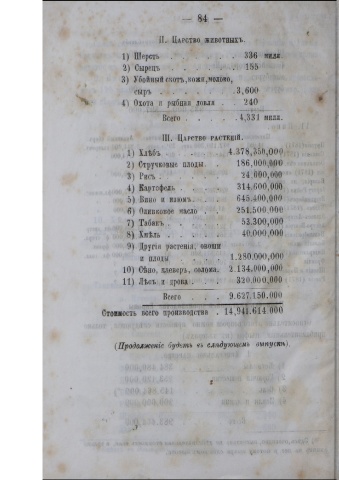 — 84 —
II. Царство животныхъ.
1) Шерсть . . . . . 336 милл.
2) Сырецъ . . . . . 155
3) Убойный скотъ, кожи, молоко,
сыръ . . . . . 3,600
4) Охота и рыбная ловля . . 240
Всего . . . . 4,331 милл.
III. Царство растеній.
1) Хлѣбъ . . . . 4.378,350,000
2) Стручковые плоды . . 186,000,000
3) Рисъ . . . . 24.000,000
4) Картофель . . . 314.600,000
5) Вино и изюмъ . . . 645.400,000
6) Оливковое масло . . 251.500 000
7) Табакъ . . . . 53.300,000
8) Хмѣль . . . . 40.000,000
9) Другія растенія, овощи
и плоды . . . . 1,280.000,000
10) Сѣно, клеверъ, солома. 2,134.000,000
11) Лѣсъ и дрова . . . 320.000,000
Всего . . . 9.627,150.000
Стоимость всего производства . 14,941.614.000
(Продолженіе будетъ въ слѣдующемъ выпускѣ).